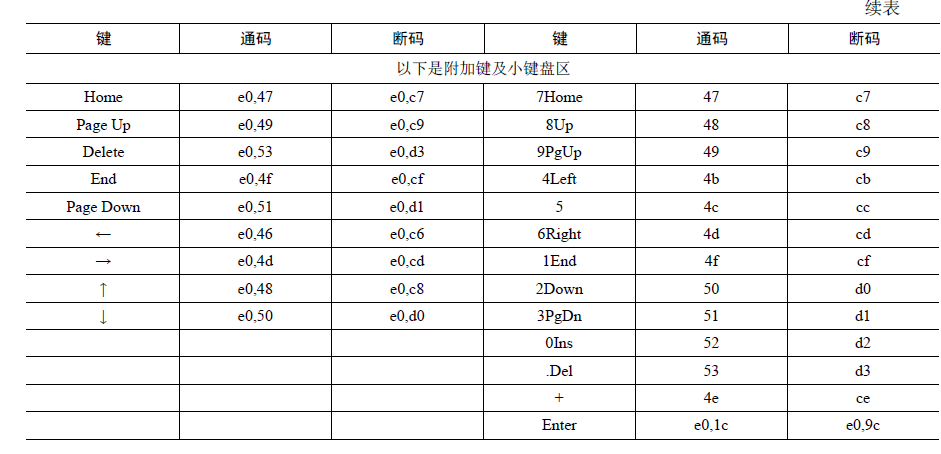 续表
键 通码 断码 键 通码 断码
以下是附加键及小键盘区
Home e0,47 e0,c7 7Home 47 c7
Page Up e0,49 e0,c9 8Up 48 c8
Delete e0,53 e0,d3 9PgUp 49 c9
End e0,4f e0,cf 4Left 4b cb
Page Down e0,51 e0,d1 5 4c cc
← e0,46 e0,c6 6Right 4d cd
→ e0,4d e0,cd 1End 4f cf
↑ e0,48 e0,c8 2Down 50 d0
↓ e0,50 e0,d0 3PgDn 51 d1
0Ins 52 d2
.Del 53 d3
+ 4e ce
Enter e0,1c e0,9c